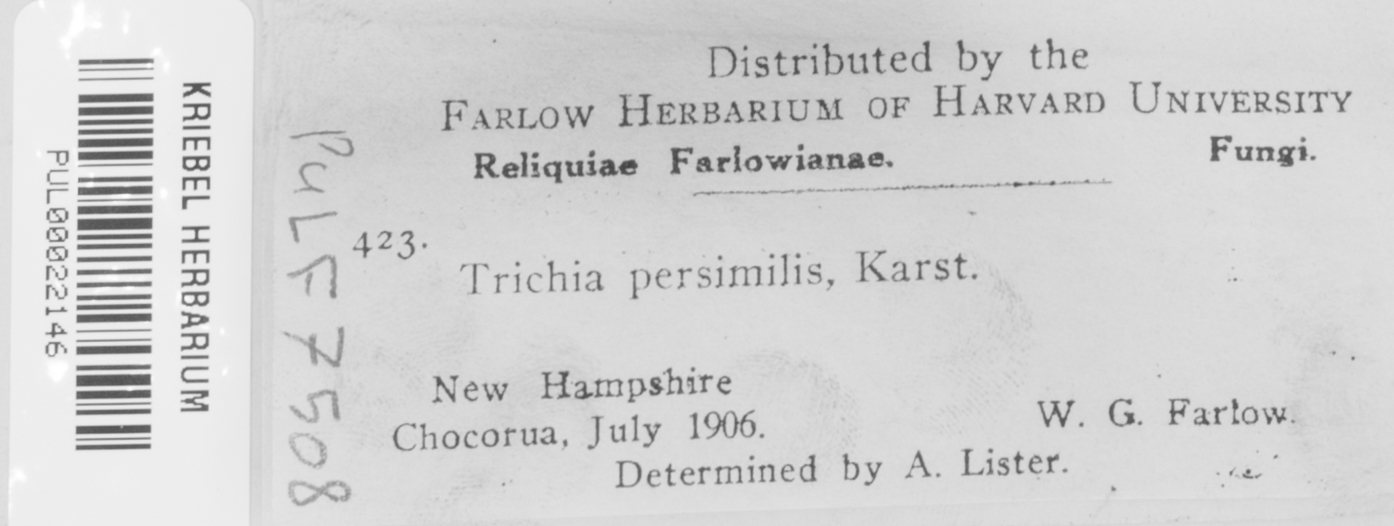 KRIEBEL HERBARIUM
PUL00022146
PULF 7508
Distributed by the
FARLOW HERBARIUM OF HARVARD UNIVERSITY
Reliquiae Farlowianae. Fungi.
423.
Trichia persimilis, Karst.
New Hampshire
Chocorua, July 1906.
W. G. Farlow.
Determined by A. Lister.